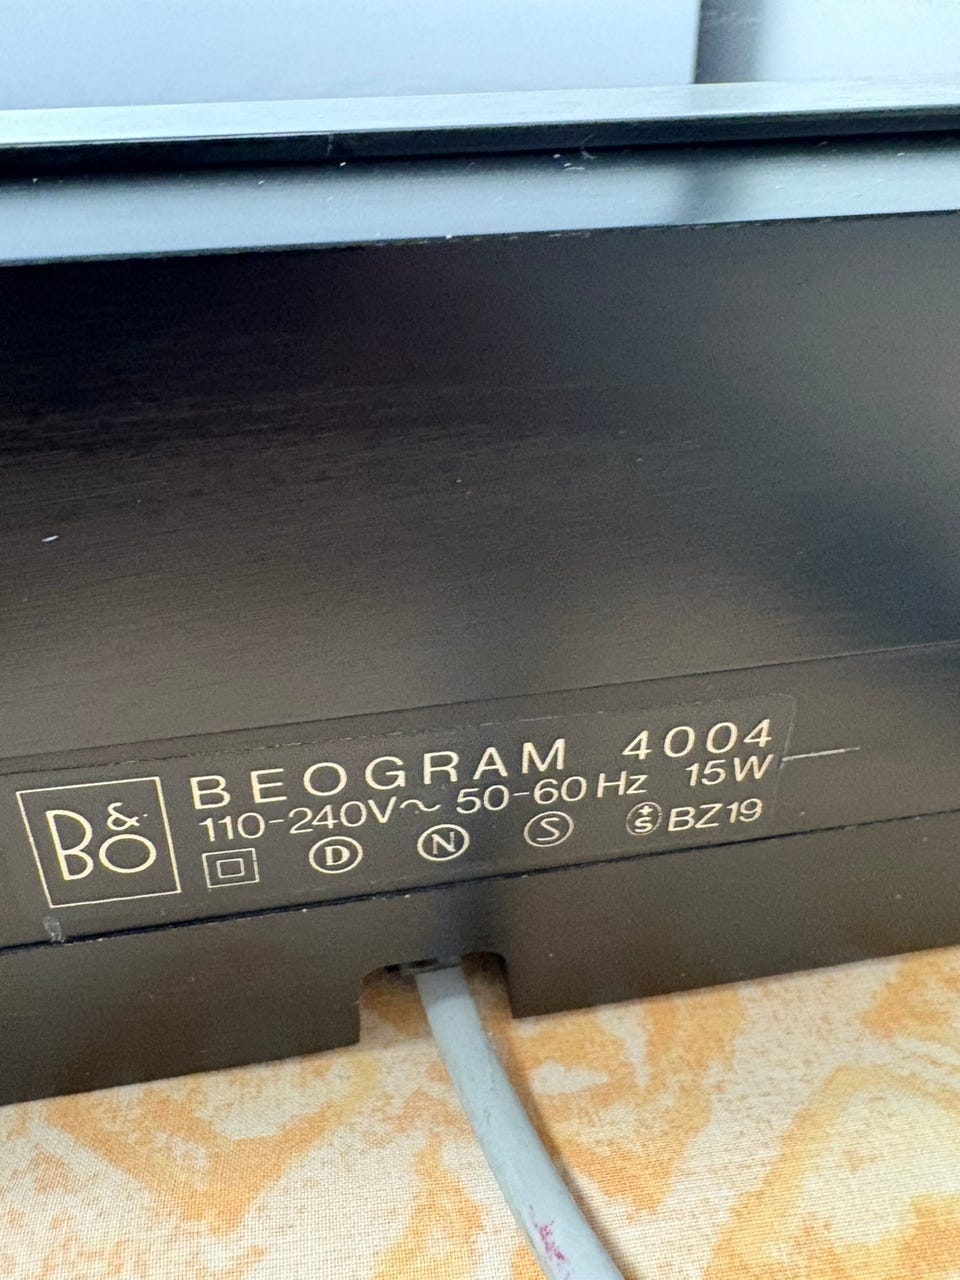 B&O
BEOGRAM 4004
110-240V~ 50-60Hz 15W
D N S +S BZ19